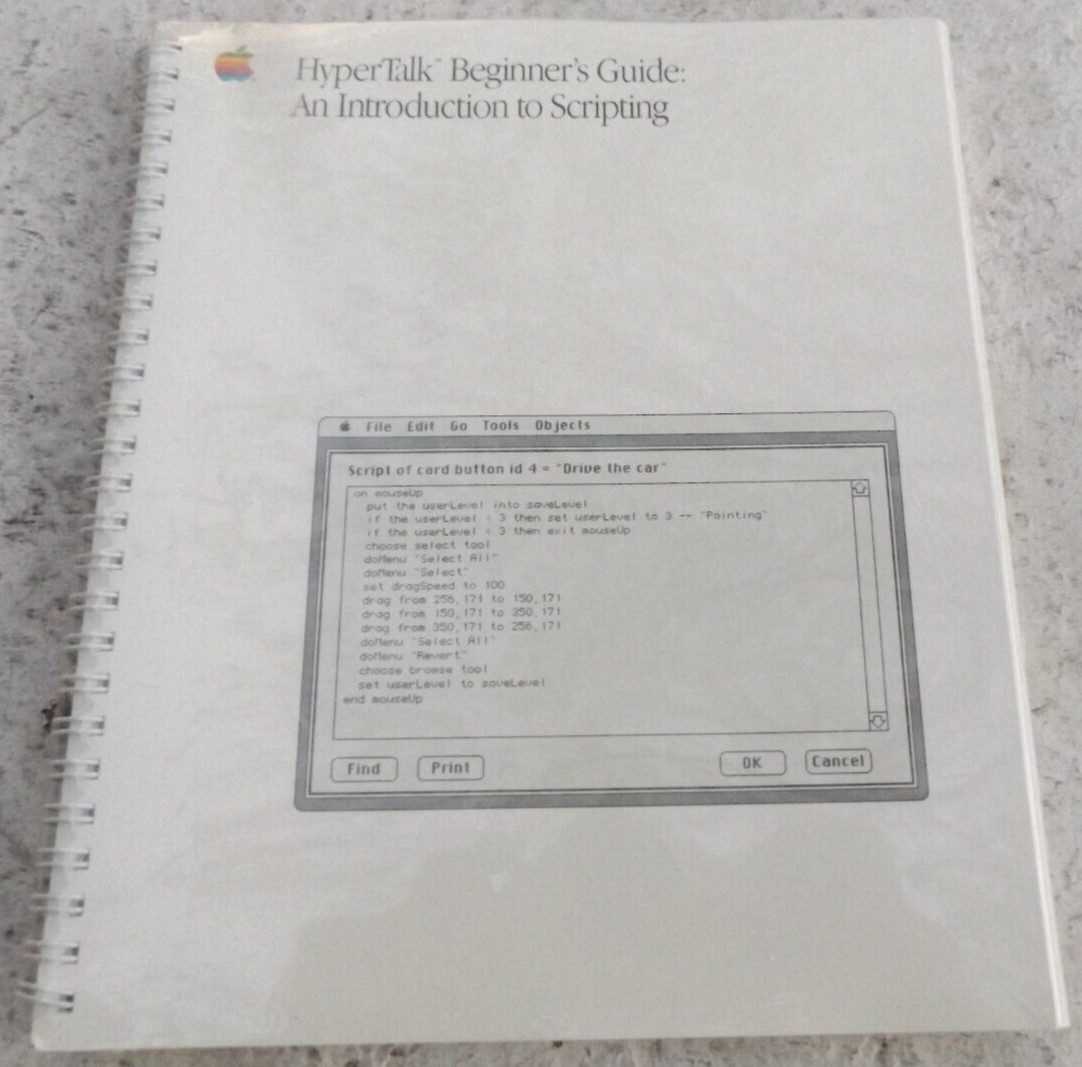 HyperTalk™ Beginner's Guide:
An Introduction to Scripting
File Edit Go Tools Objects
Script of card button id 4 = "Drive the car"
on mouseUp
put the userLevel into saveLevel
if the userLevel < 3 then set userLevel to 3 -- "Painting"
if the userLevel < 3 then exit mouseUp
choose select tool
doMenu "Select All"
doMenu "Select"
set dragSpeed to 100
drag from 256,171 to 150,171
drag from 150,171 to 350,171
drag from 350,171 to 256,171
doMenu "Select All"
doMenu "Revert"
choose browse tool
set userLevel to saveLevel
end mouseUp
Find Print OK Cancel